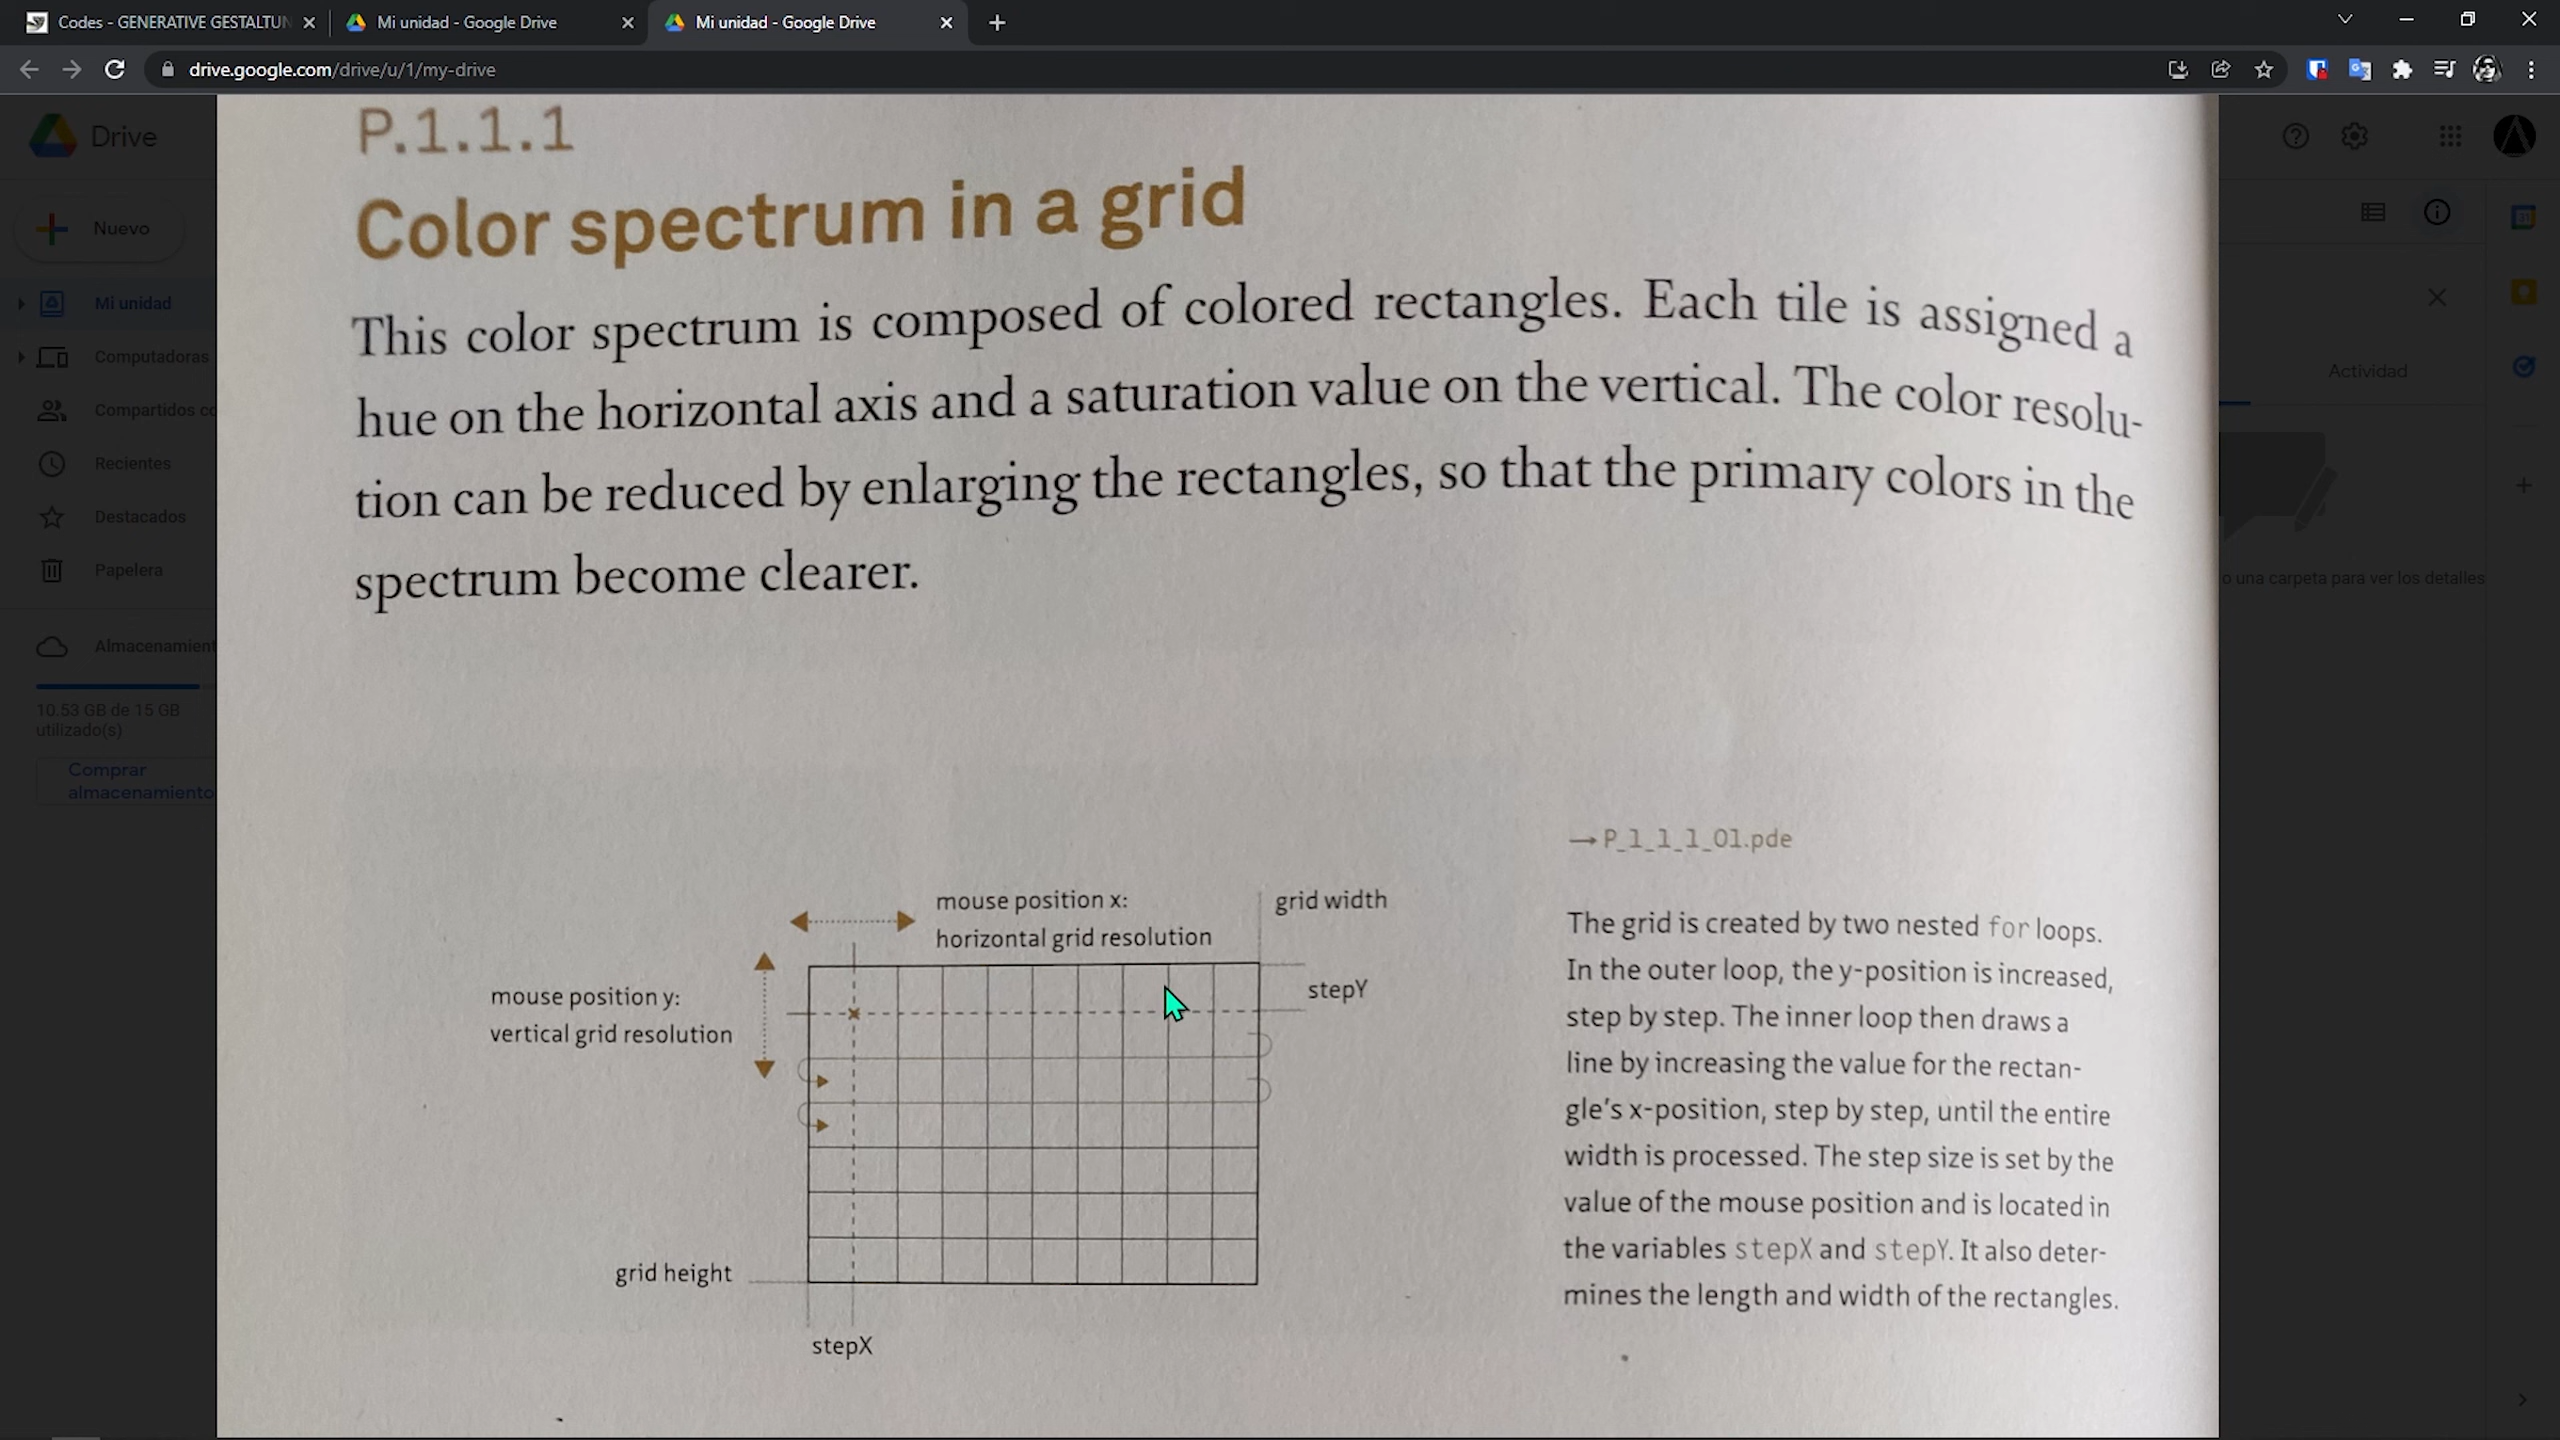 Codes - GENERATIVE GESTALTUN
Mi unidad - Google Drive
Mi unidad - Google Drive
drive.google.com/drive/u/1/my-drive
Drive
Nuevo
Mi unidad
Computadoras
Compartidos co
Recientes
Destacados
Papelera
Almacenamient
10.53 GB de 15 GB
utilizado(s)
Comprar
almacenamiento
P.1.1.1
Color spectrum in a grid
This color spectrum is composed of colored rectangles. Each tile is assigned a
hue on the horizontal axis and a saturation value on the vertical. The color resolu-
tion can be reduced by enlarging the rectangles, so that the primary colors in the
spectrum become clearer.
mouse position x:
horizontal grid resolution
grid width
stepY
mouse position y:
vertical grid resolution
grid height
stepX
→ P_1_1_1_01.pde
The grid is created by two nested for loops.
In the outer loop, the y-position is increased,
step by step. The inner loop then draws a
line by increasing the value for the rectan-
gle's x-position, step by step, until the entire
width is processed. The step size is set by the
value of the mouse position and is located in
the variables stepX and stepY. It also deter-
mines the length and width of the rectangles.
Actividad
o una carpeta para ver los detalles
31